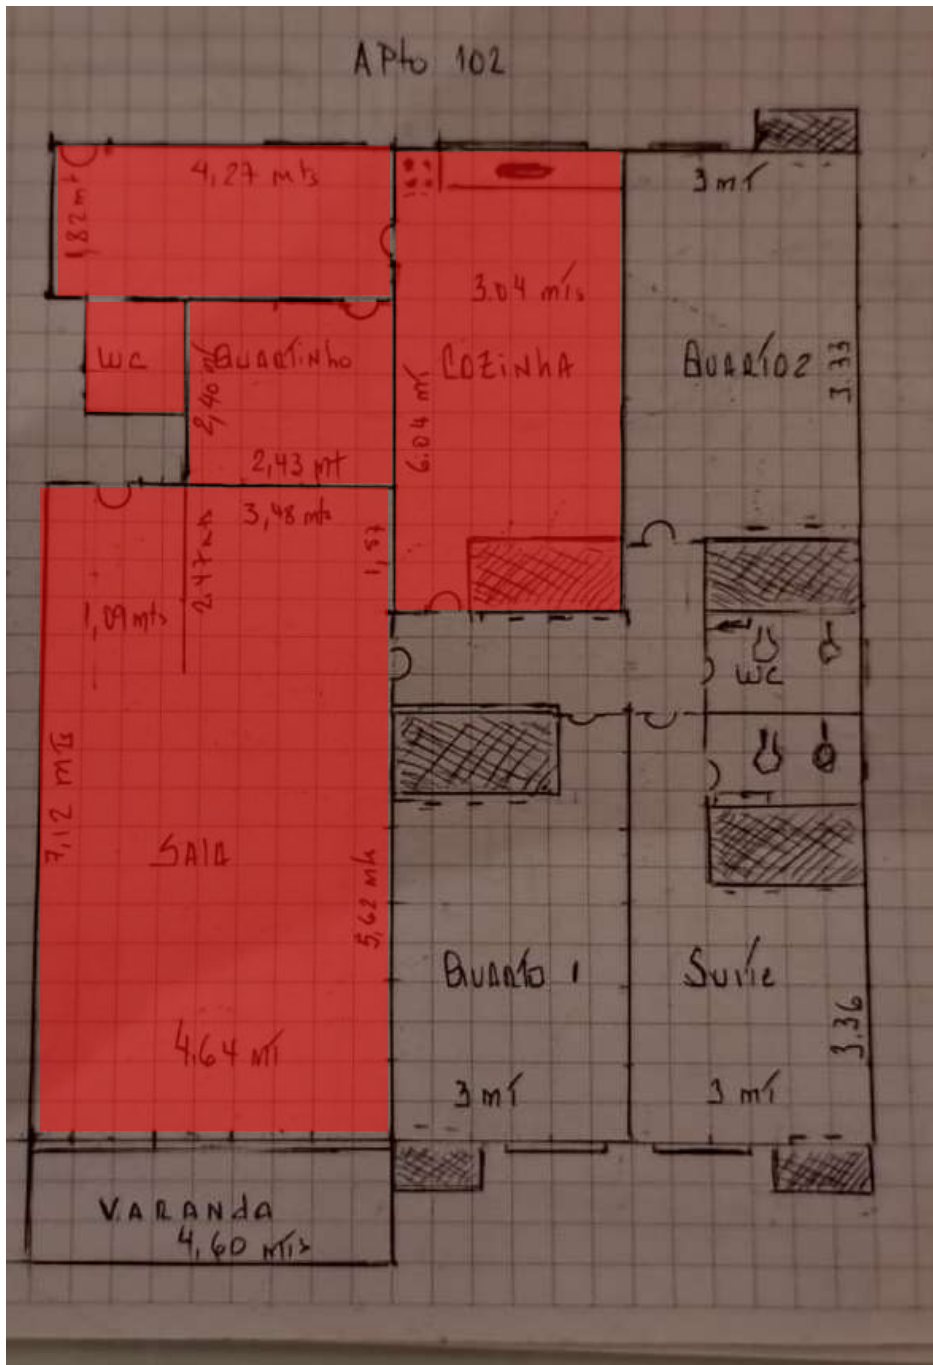 APto 102
4,27 mts
1,82 mt
3 mT
3.04 mts
WC
QUARTINHO
COZINHA
QUARTO 2
3.33
2,40 mt
6.04 mT
2,43 mt
3,48 mts
2.47 mts
1,57
1,09 mts
WC
7,12 mTs
SALA
5,62 mts
QUARTO 1
SUITE
4,64 mT
3.36
3 mT
3 mT
VARANdA
4,60 mTs